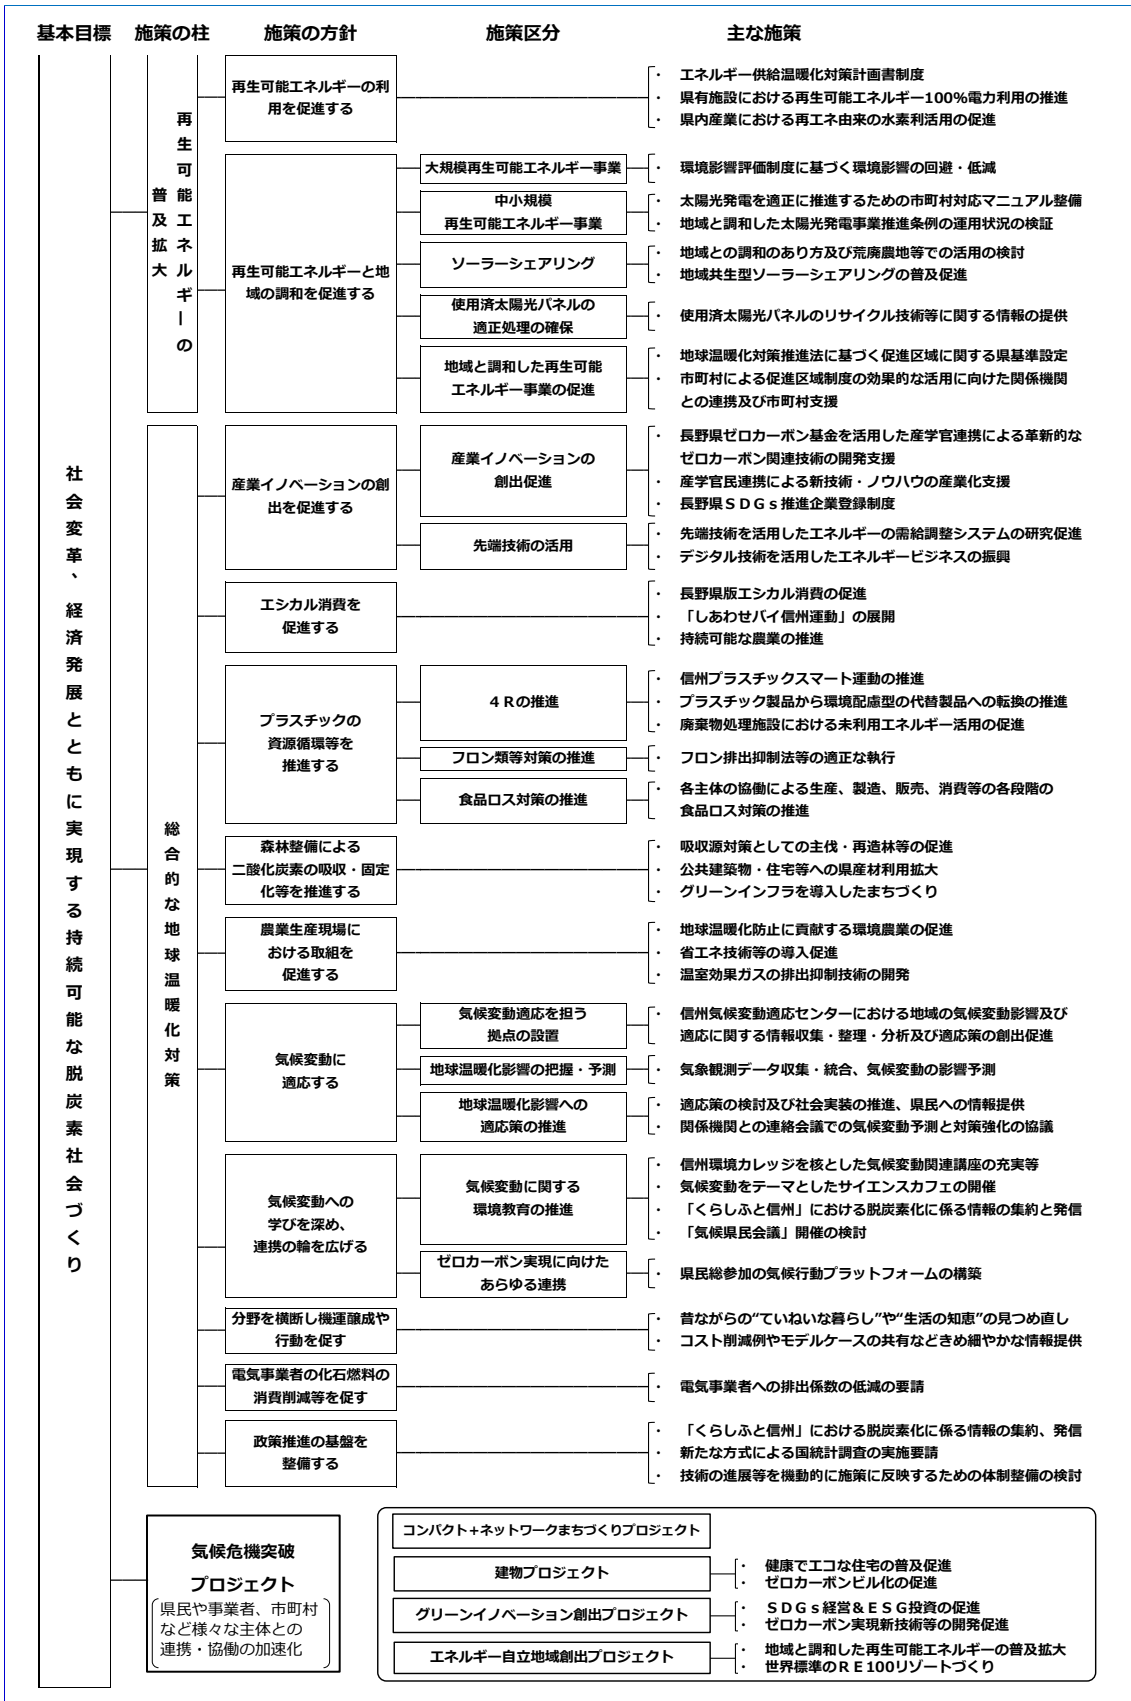 基本目標 施策の柱 施策の方針 施策区分 主な施策
社会変革、経済発展とともに実現する持続可能な脱炭素社会づくり
再生可能エネルギーの
普及拡大
再生可能エネルギーの利
用を促進する
・ エネルギー供給温暖化対策計画書制度
・ 県有施設における再生可能エネルギー100%電力利用の推進
・ 県内産業における再エネ由来の水素利活用の促進
再生可能エネルギーと地
域の調和を促進する
大規模再生可能エネルギー事業
・ 環境影響評価制度に基づく環境影響の回避・低減
中小規模
再生可能エネルギー事業
・ 太陽光発電を適正に推進するための市町村対応マニュアル整備
・ 地域と調和した太陽光発電事業推進条例の運用状況の検証
ソーラーシェアリング
・ 地域との調和のあり方及び荒廃農地等での活用の検討
・ 地域共生型ソーラーシェアリングの普及促進
使用済太陽光パネルの
適正処理の確保
・ 使用済太陽光パネルのリサイクル技術等に関する情報の提供
地域と調和した再生可能
エネルギー事業の促進
・ 地球温暖化対策推進法に基づく促進区域に関する県基準設定
・ 市町村による促進区域制度の効果的な活用に向けた関係機関
との連携及び市町村支援
総合的な地球温暖化対策
産業イノベーションの創
出を促進する
産業イノベーションの
創出促進
・ 長野県ゼロカーボン基金を活用した産学官連携による革新的な
ゼロカーボン関連技術の開発支援
・ 産学官民連携による新技術・ノウハウの産業化支援
・ 長野県SDGs推進企業登録制度
先端技術の活用
・ 先端技術を活用したエネルギーの需給調整システムの研究促進
・ デジタル技術を活用したエネルギービジネスの振興
エシカル消費を
促進する
・ 長野県版エシカル消費の促進
・ 「しあわせバイ信州運動」の展開
・ 持続可能な農業の推進
プラスチックの
資源循環等を
推進する
4Rの推進
・ 信州プラスチックスマート運動の推進
・ プラスチック製品から環境配慮型の代替製品への転換の推進
・ 廃棄物処理施設における未利用エネルギー活用の促進
フロン類等対策の推進
・ フロン排出抑制法等の適正な執行
食品ロス対策の推進
・ 各主体の協働による生産、製造、販売、消費等の各段階の
食品ロス対策の推進
森林整備による
二酸化炭素の吸収・固定
化等を推進する
・ 吸収源対策としての主伐・再造林等の促進
・ 公共建築物・住宅等への県産材利用拡大
・ グリーンインフラを導入したまちづくり
農業生産現場に
おける取組を
促進する
・ 地球温暖化防止に貢献する環境農業の促進
・ 省エネ技術等の導入促進
・ 温室効果ガスの排出抑制技術の開発
気候変動に
適応する
気候変動適応を担う
拠点の設置
・ 信州気候変動適応センターにおける地域の気候変動影響及び
適応に関する情報収集・整理・分析及び適応策の創出促進
地球温暖化影響の把握・予測
・ 気象観測データ収集・統合、気候変動の影響予測
地球温暖化影響への
適応策の推進
・ 適応策の検討及び社会実装の推進、県民への情報提供
・ 関係機関との連絡会議での気候変動予測と対策強化の協議
気候変動への
学びを深め、
連携の輪を広げる
気候変動に関する
環境教育の推進
・ 信州環境カレッジを核とした気候変動関連講座の充実等
・ 気候変動をテーマとしたサイエンスカフェの開催
・ 「くらしふと信州」における脱炭素化に係る情報の集約と発信
・ 「気候県民会議」開催の検討
ゼロカーボン実現に向けた
あらゆる連携
・ 県民総参加の気候行動プラットフォームの構築
分野を横断し機運醸成や
行動を促す
・ 昔ながらの“ていねいな暮らし”や“生活の知恵”の見つめ直し
・ コスト削減例やモデルケースの共有などきめ細やかな情報提供
電気事業者の化石燃料の
消費削減等を促す
・ 電気事業者への排出係数の低減の要請
政策推進の基盤を
整備する
・ 「くらしふと信州」における脱炭素化に係る情報の集約、発信
・ 新たな方式による国統計調査の実施要請
・ 技術の進展等を機動的に施策に反映するための体制整備の検討
気候危機突破
プロジェクト
県民や事業者、市町村
など様々な主体との
連携・協働の加速化
コンパクト+ネットワークまちづくりプロジェクト
建物プロジェクト
・ 健康でエコな住宅の普及促進
・ ゼロカーボンビル化の促進
グリーンイノベーション創出プロジェクト
・ SDGs経営&ESG投資の促進
・ ゼロカーボン実現新技術等の開発促進
エネルギー自立地域創出プロジェクト
・ 地域と調和した再生可能エネルギーの普及拡大
・ 世界標準のRE100リゾートづくり